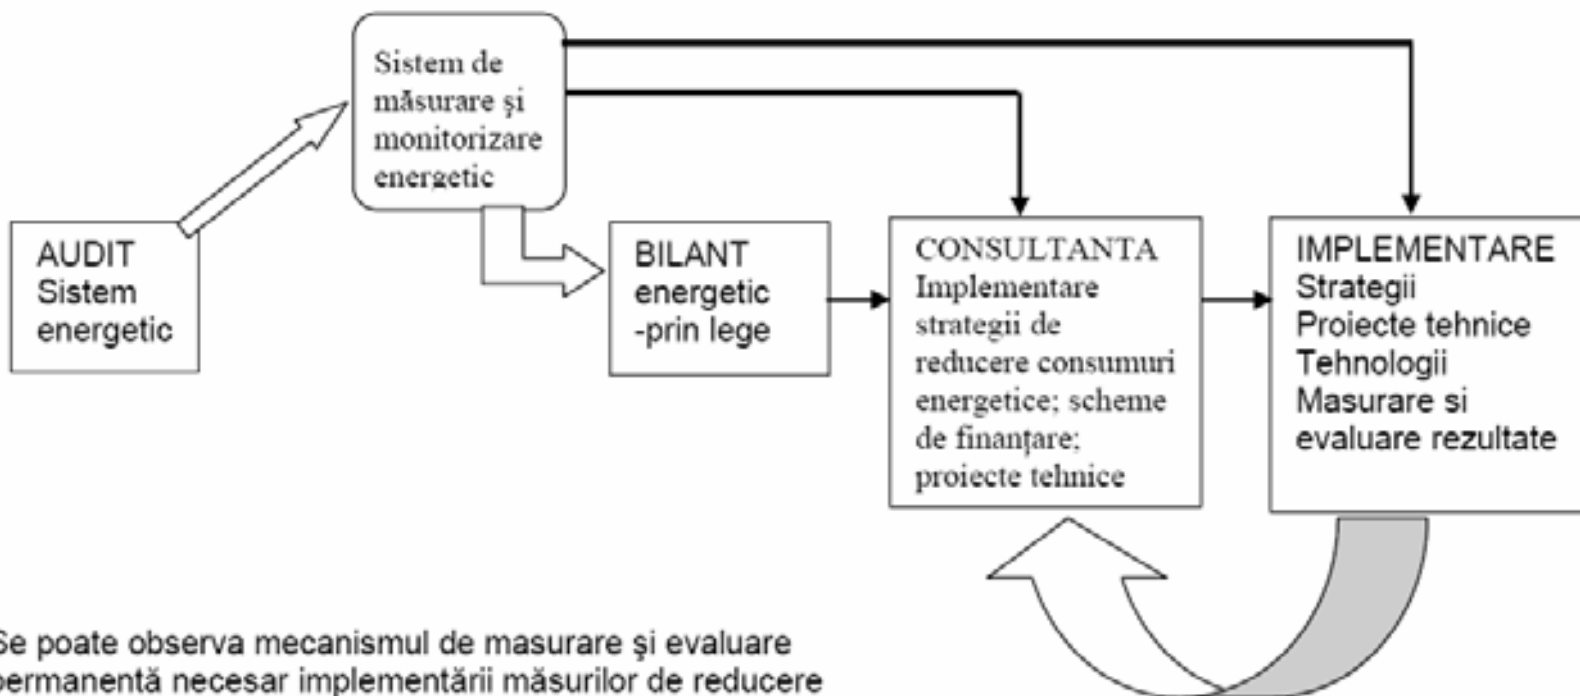 Sistem de
măsurare şi
monitorizare
energetic
AUDIT
Sistem
energetic
BILANT
energetic
-prin lege
CONSULTANTA
Implementare
strategii de
reducere consumuri
energetice; scheme
de finanţare;
proiecte tehnice
IMPLEMENTARE
Strategii
Proiecte tehnice
Tehnologii
Masurare si
evaluare rezultate
Se poate observa mecanismul de masurare şi evaluare
permanentă necesar implementării măsurilor de reducere